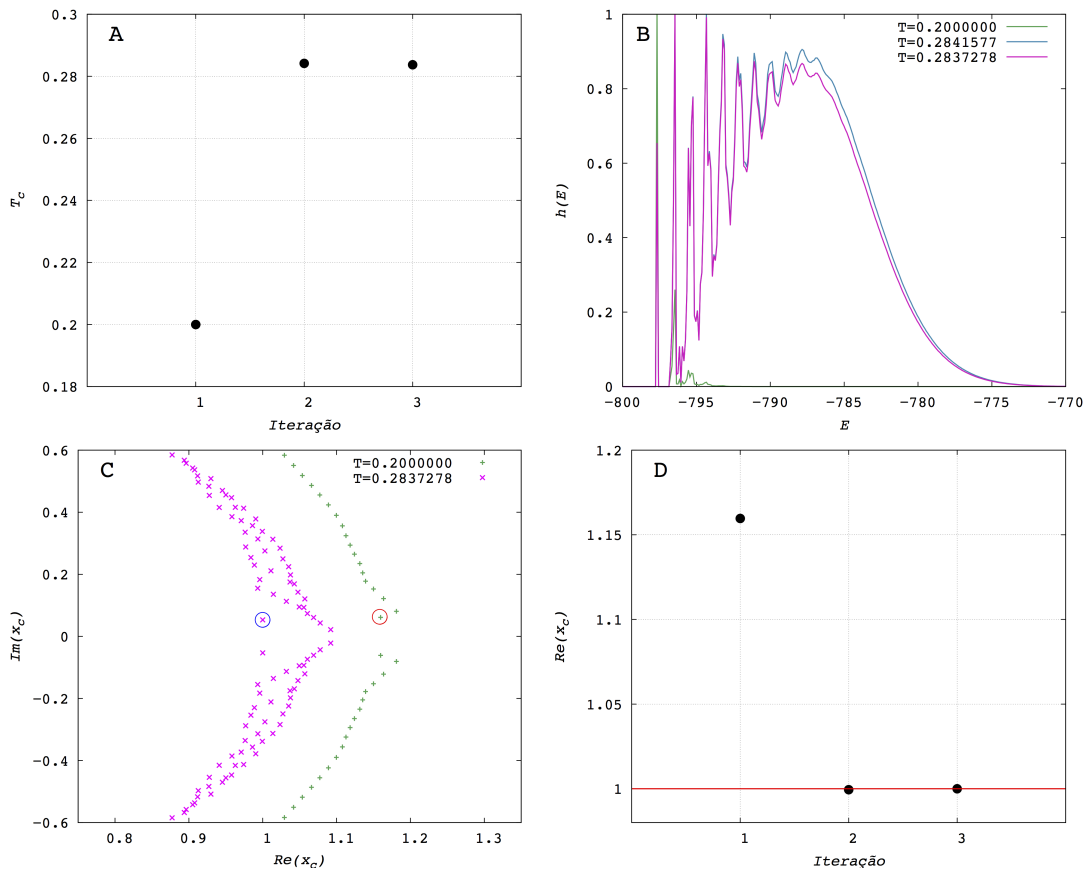 A
0.3
0.28
0.26
0.24
0.22
0.2
0.18
T_c
1 2 3
Iteração
B
T=0.2000000
T=0.2841577
T=0.2837278
1
0.8
0.6
0.4
0.2
0
h(E)
-800 -795 -790 -785 -780 -775 -770
E
C
T=0.2000000
T=0.2837278
0.6
0.4
0.2
0
-0.2
-0.4
-0.6
Im(x_c)
0.8 0.9 1 1.1 1.2 1.3
Re(x_c)
D
1.2
1.15
1.1
1.05
1
Re(x_c)
1 2 3
Iteração